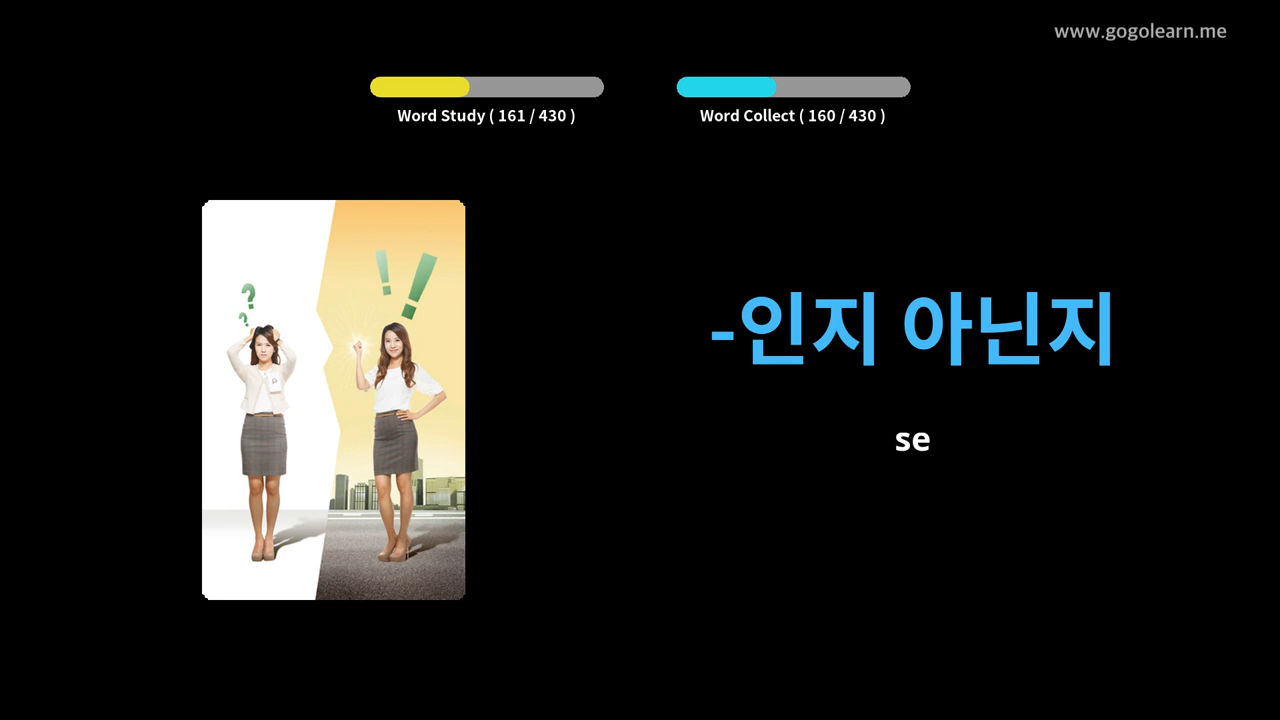 www.gogolearn.me
Word Study ( 161 / 430 )
Word Collect ( 160 / 430 )
? ? ! !
-인지 아닌지
se